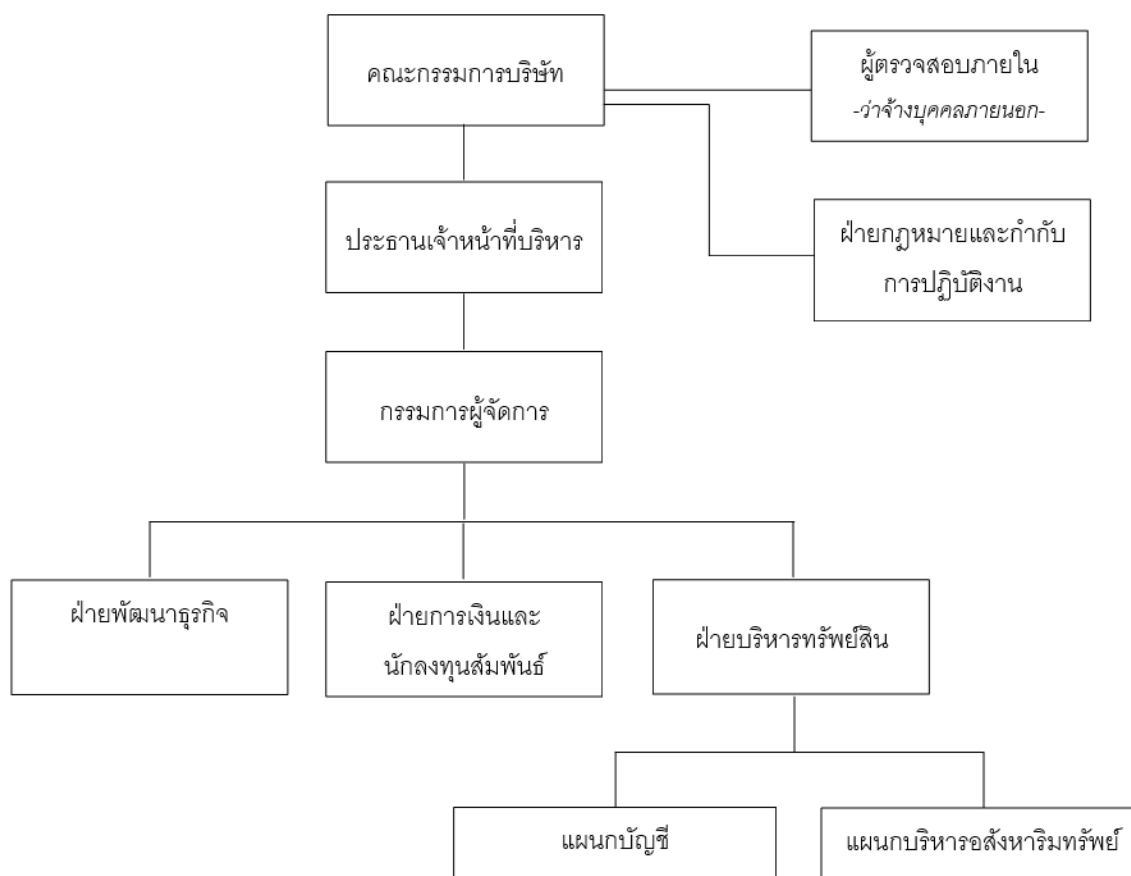 คณะกรรมการบริษัท
ผู้ตรวจสอบภายใน
-ว่าจ้างบุคคลภายนอก-
ประธานเจ้าหน้าที่บริหาร
ฝ่ายกฎหมายและกำกับ
การปฏิบัติงาน
กรรมการผู้จัดการ
ฝ่ายพัฒนาธุรกิจ
ฝ่ายการเงินและ
นักลงทุนสัมพันธ์
ฝ่ายบริหารทรัพย์สิน
แผนกบัญชี
แผนกบริหารอสังหาริมทรัพย์